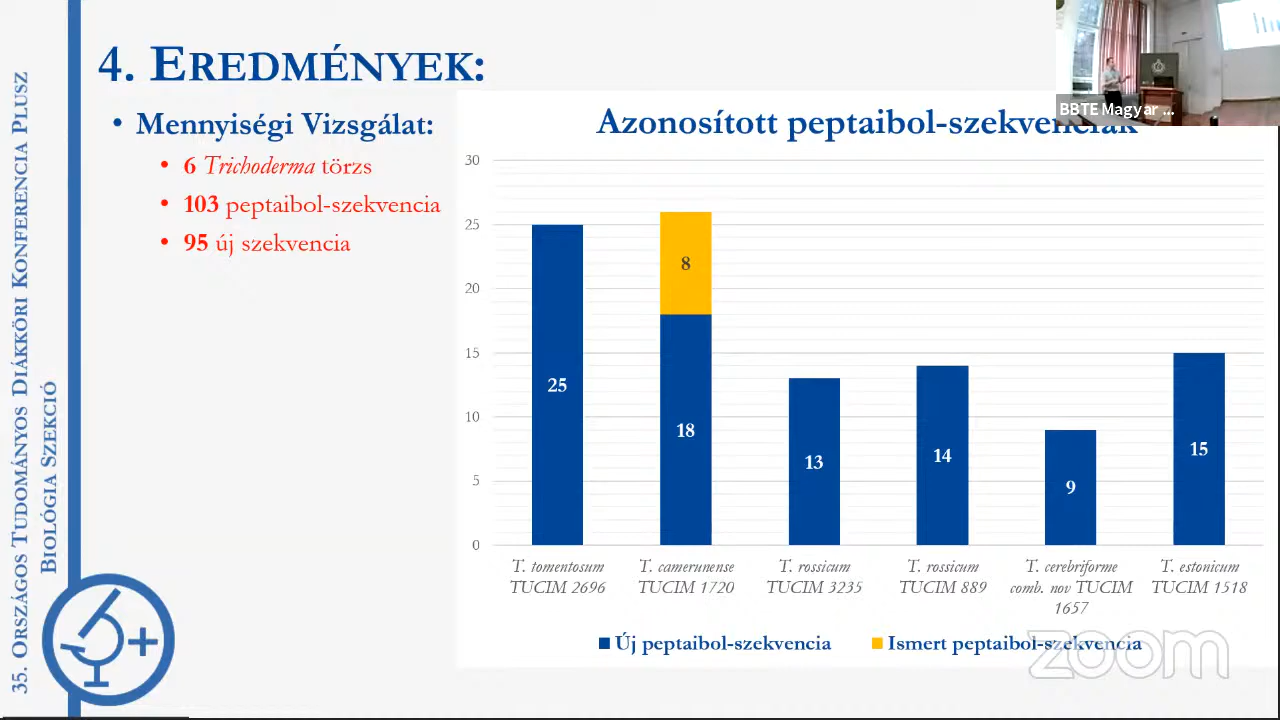 35. ORSZÁGOS TUDOMÁNYOS DIÁKKÖRI KONFERENCIA PLUSZ
BIOLÓGIA SZEKCIÓ
4. EREDMÉNYEK:
• Mennyiségi Vizsgálat:
• 6 Trichoderma törzs
• 103 peptaibol-szekvencia
• 95 új szekvencia
BBTE Magyar ...
Azonosított peptaibol-szekvenciák
30
25
20
15
10
5
0
25
8
18
13
14
9
15
T. tomentosum
TUCIM 2696
T. camerunense
TUCIM 1720
T. rossicum
TUCIM 3235
T. rossicum
TUCIM 889
T. cerebriforme
comb. nov TUCIM
1657
T. estonicum
TUCIM 1518
Új peptaibol-szekvencia
Ismert peptaibol-szekvencia
zoom